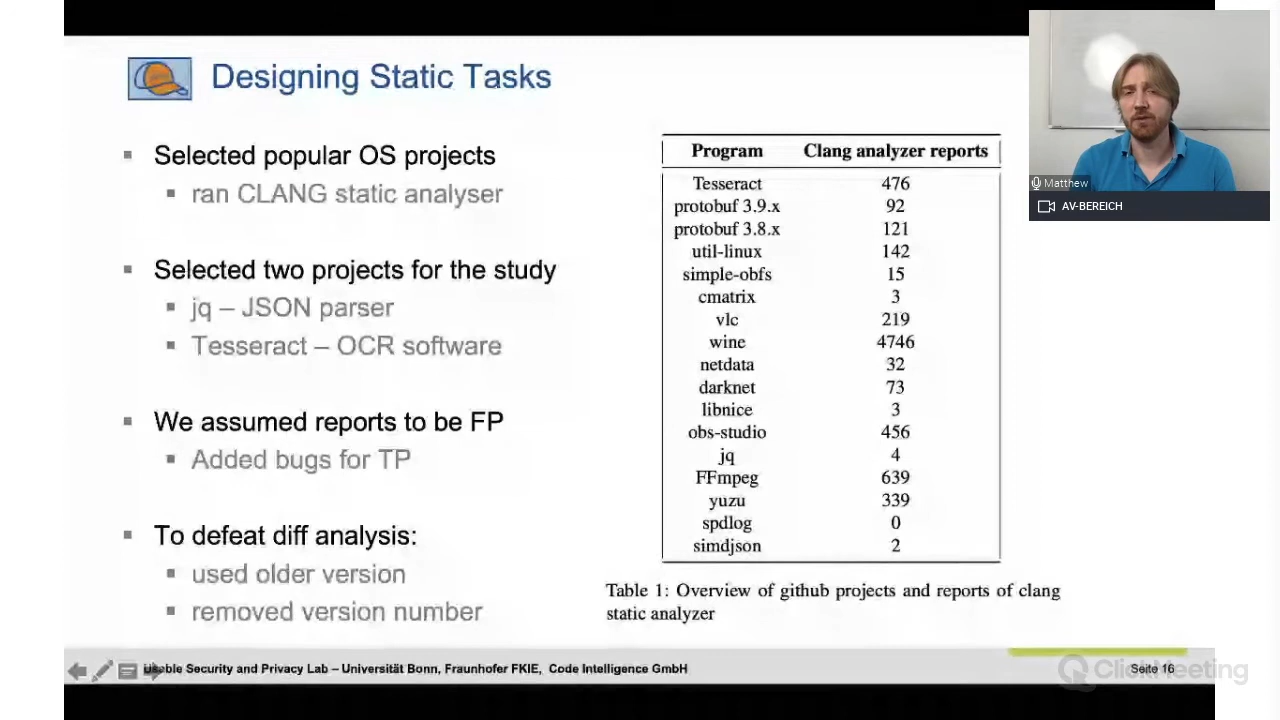 Designing Static Tasks
Selected popular OS projects
ran CLANG static analyser
Selected two projects for the study
jq – JSON parser
Tesseract – OCR software
We assumed reports to be FP
Added bugs for TP
To defeat diff analysis:
used older version
removed version number
Program Clang analyzer reports
Tesseract 476
protobuf 3.9.x 92
protobuf 3.8.x 121
util-linux 142
simple-obfs 15
cmatrix 3
vlc 219
wine 4746
netdata 32
darknet 73
libnice 3
obs-studio 456
jq 4
FFmpeg 639
yuzu 339
spdlog 0
simdjson 2
Table 1: Overview of github projects and reports of clang
static analyzer
Matthew
AV-BEREICH
Usable Security and Privacy Lab – Universität Bonn, Fraunhofer FKIE, Code Intelligence GmbH
Seite 16
ClickMeeting